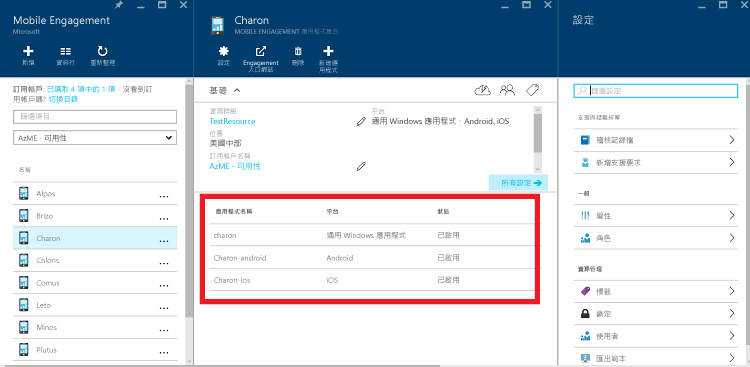 Mobile Engagement
Microsoft
新增
資料行
重新整理
訂用帳戶: 已選取 4 項中的 1 項 - 沒看到訂
用帳戶嗎? 切換目錄
篩選項目...
AzME - 可用性
名稱
Alpos
Brizo
Charon
Chloris
Comus
Leto
Minos
Plutus
Charon
MOBILE ENGAGEMENT 應用程式集合
設定
Engagement
入口網站
刪除
新增應
用程式
基礎
資源群組
TestResource
位置
美國中部
訂用帳戶名稱
AzME - 可用性
平台
通用 Windows 應用程式 - Android, iOS
所有設定
應用程式名稱 平台 狀態
charon 通用 Windows 應用程式 已啟用
Charon-android Android 已啟用
Charon-ios iOS 已啟用
設定
篩選設定
支援與疑難排解
稽核記錄檔
新增支援要求
一般
屬性
角色
資源管理
標籤
鎖定
使用者
匯出範本